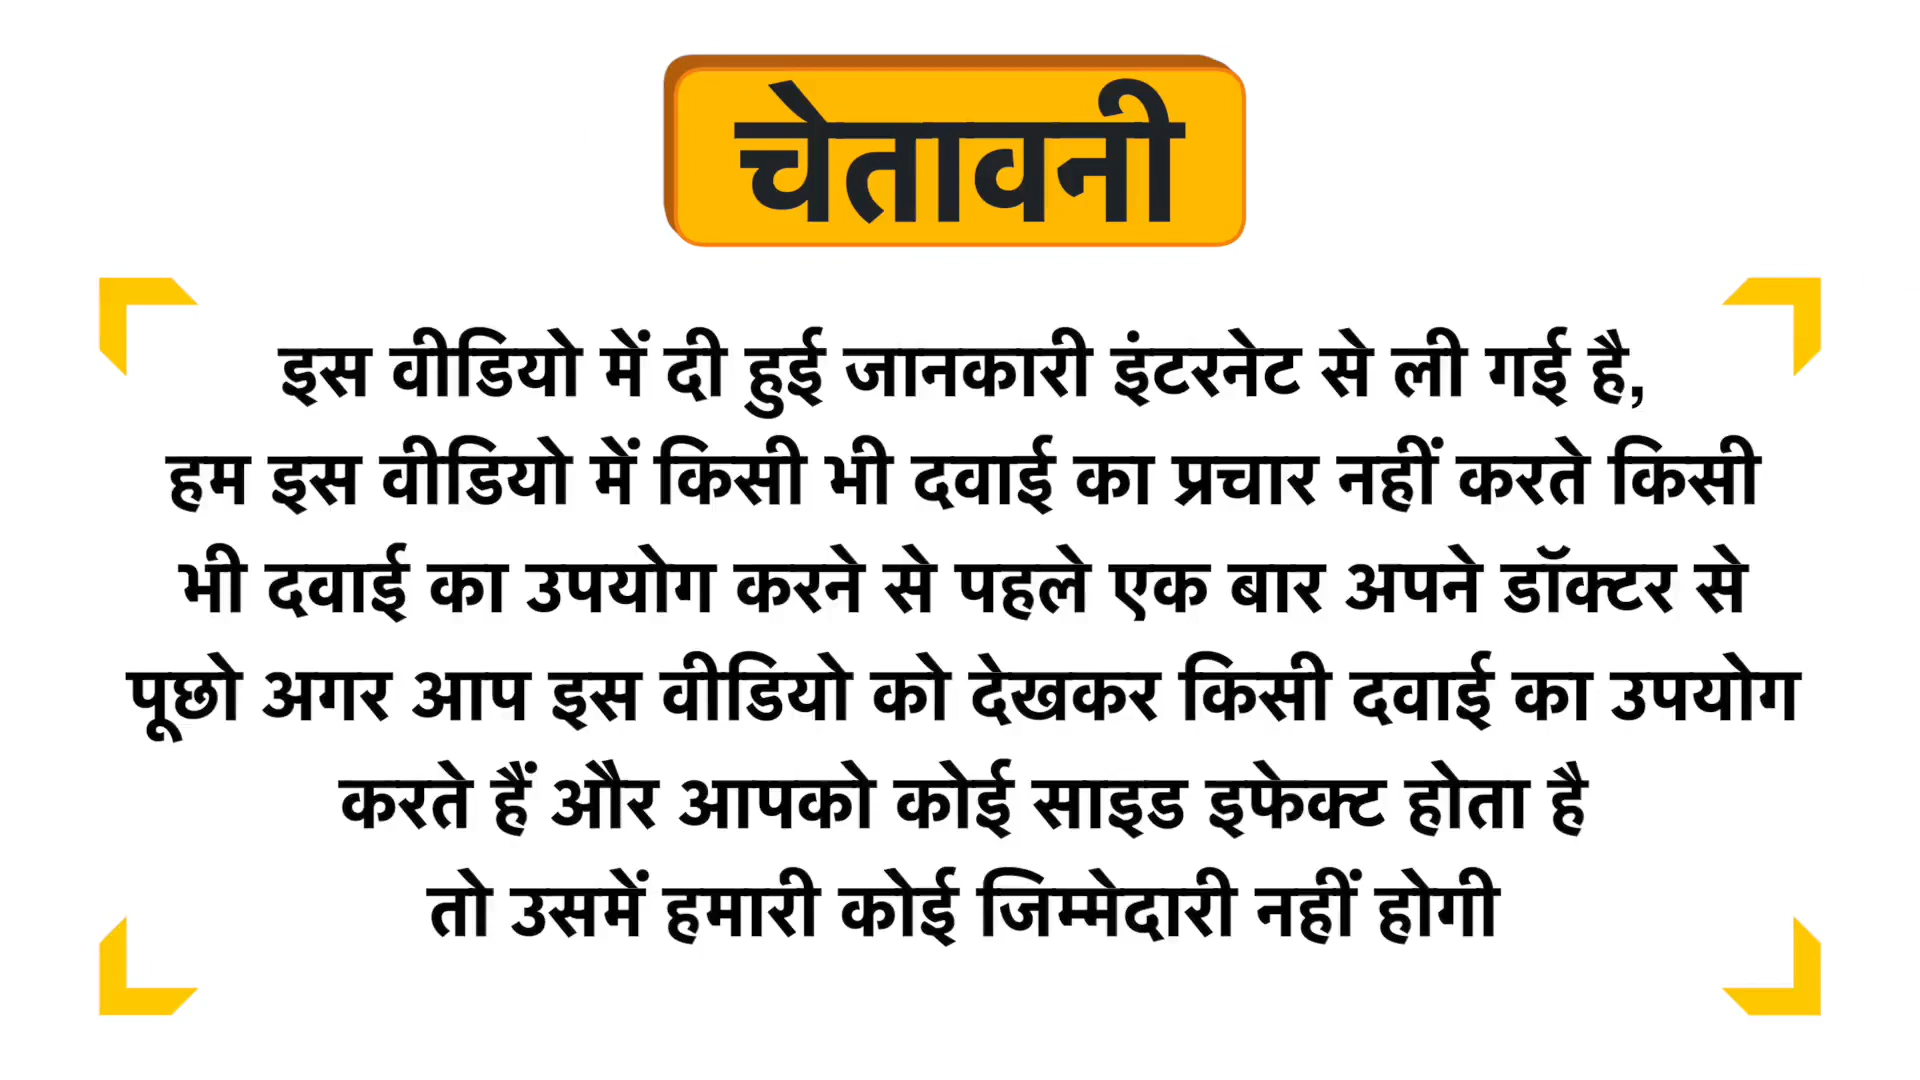 चेतावनी
इस वीडियो में दी हुई जानकारी इंटरनेट से ली गई है,
हम इस वीडियो में किसी भी दवाई का प्रचार नहीं करते किसी
भी दवाई का उपयोग करने से पहले एक बार अपने डॉक्टर से
पूछो अगर आप इस वीडियो को देखकर किसी दवाई का उपयोग
करते हैं और आपको कोई साइड इफेक्ट होता है
तो उसमें हमारी कोई जिम्मेदारी नहीं होगी